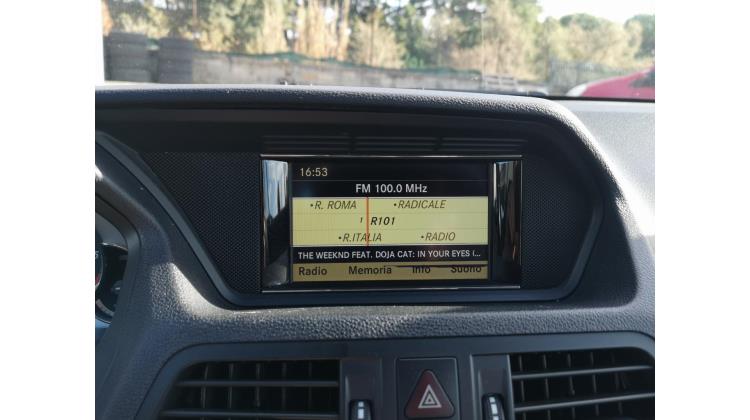 16:53
FM 100.0 MHz
•R. ROMA •RADICALE
1 R101
•R.ITALIA •RADIO
THE WEEKND FEAT. DOJA CAT: IN YOUR EYES (...
Radio Memoria Info Suono